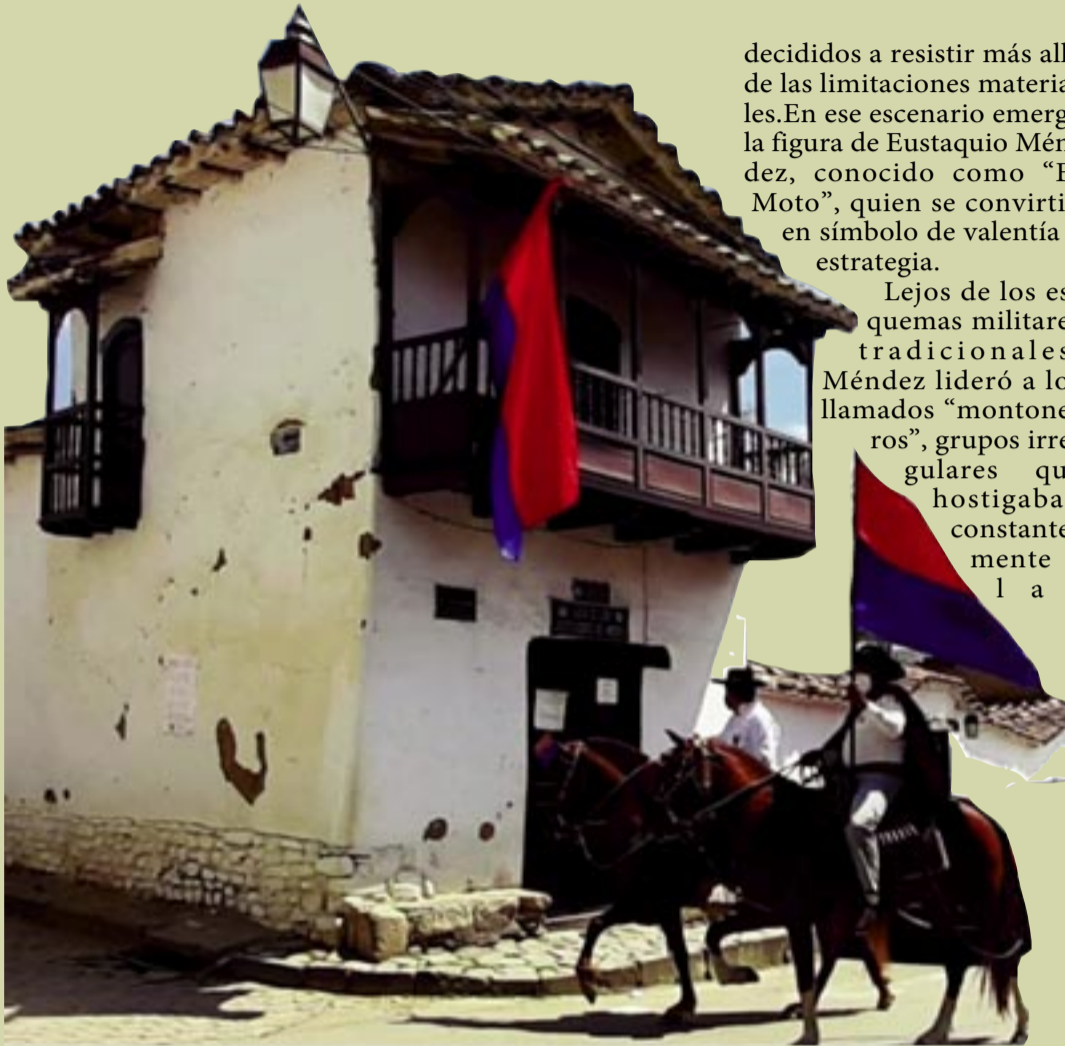 decididos a resistir más all
de las limitaciones materia
les.En ese escenario emerg
la figura de Eustaquio Mén
dez, conocido como “E
Moto”, quien se convirti
en símbolo de valentía
estrategia.
Lejos de los es
quemas militare
tradicionales
Méndez lideró a lo
llamados “montone
ros”, grupos irre
gulares qu
hostigaba
constante
mente
l a